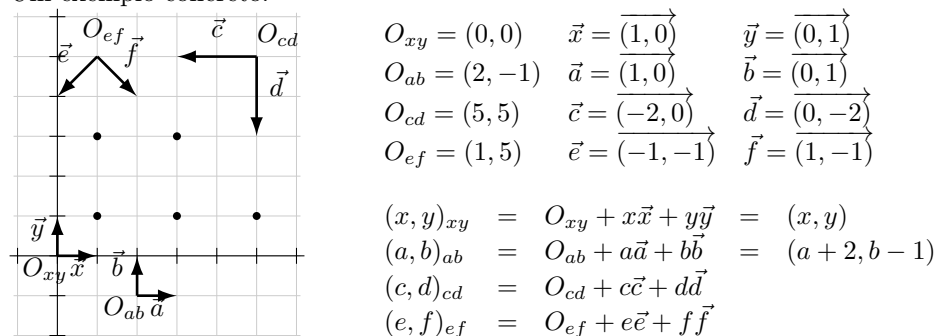 O_{ef} \vec{c} O_{cd}
\vec{e} \vec{f}
\vec{d}
\vec{y}
O_{xy} \vec{x} \vec{b}
O_{ab} \vec{a}
O_{xy} = (0, 0) \vec{x} = \overrightarrow{(1, 0)} \vec{y} = \overrightarrow{(0, 1)}
O_{ab} = (2, −1) \vec{a} = \overrightarrow{(1, 0)} \vec{b} = \overrightarrow{(0, 1)}
O_{cd} = (5, 5) \vec{c} = \overrightarrow{(−2, 0)} \vec{d} = \overrightarrow{(0, −2)}
O_{ef} = (1, 5) \vec{e} = \overrightarrow{(−1, −1)} \vec{f} = \overrightarrow{(1, −1)}
(x, y)_{xy} = O_{xy} + x\vec{x} + y\vec{y} = (x, y)
(a, b)_{ab} = O_{ab} + a\vec{a} + b\vec{b} = (a + 2, b − 1)
(c, d)_{cd} = O_{cd} + c\vec{c} + d\vec{d}
(e, f)_{ef} = O_{ef} + e\vec{e} + f\vec{f}